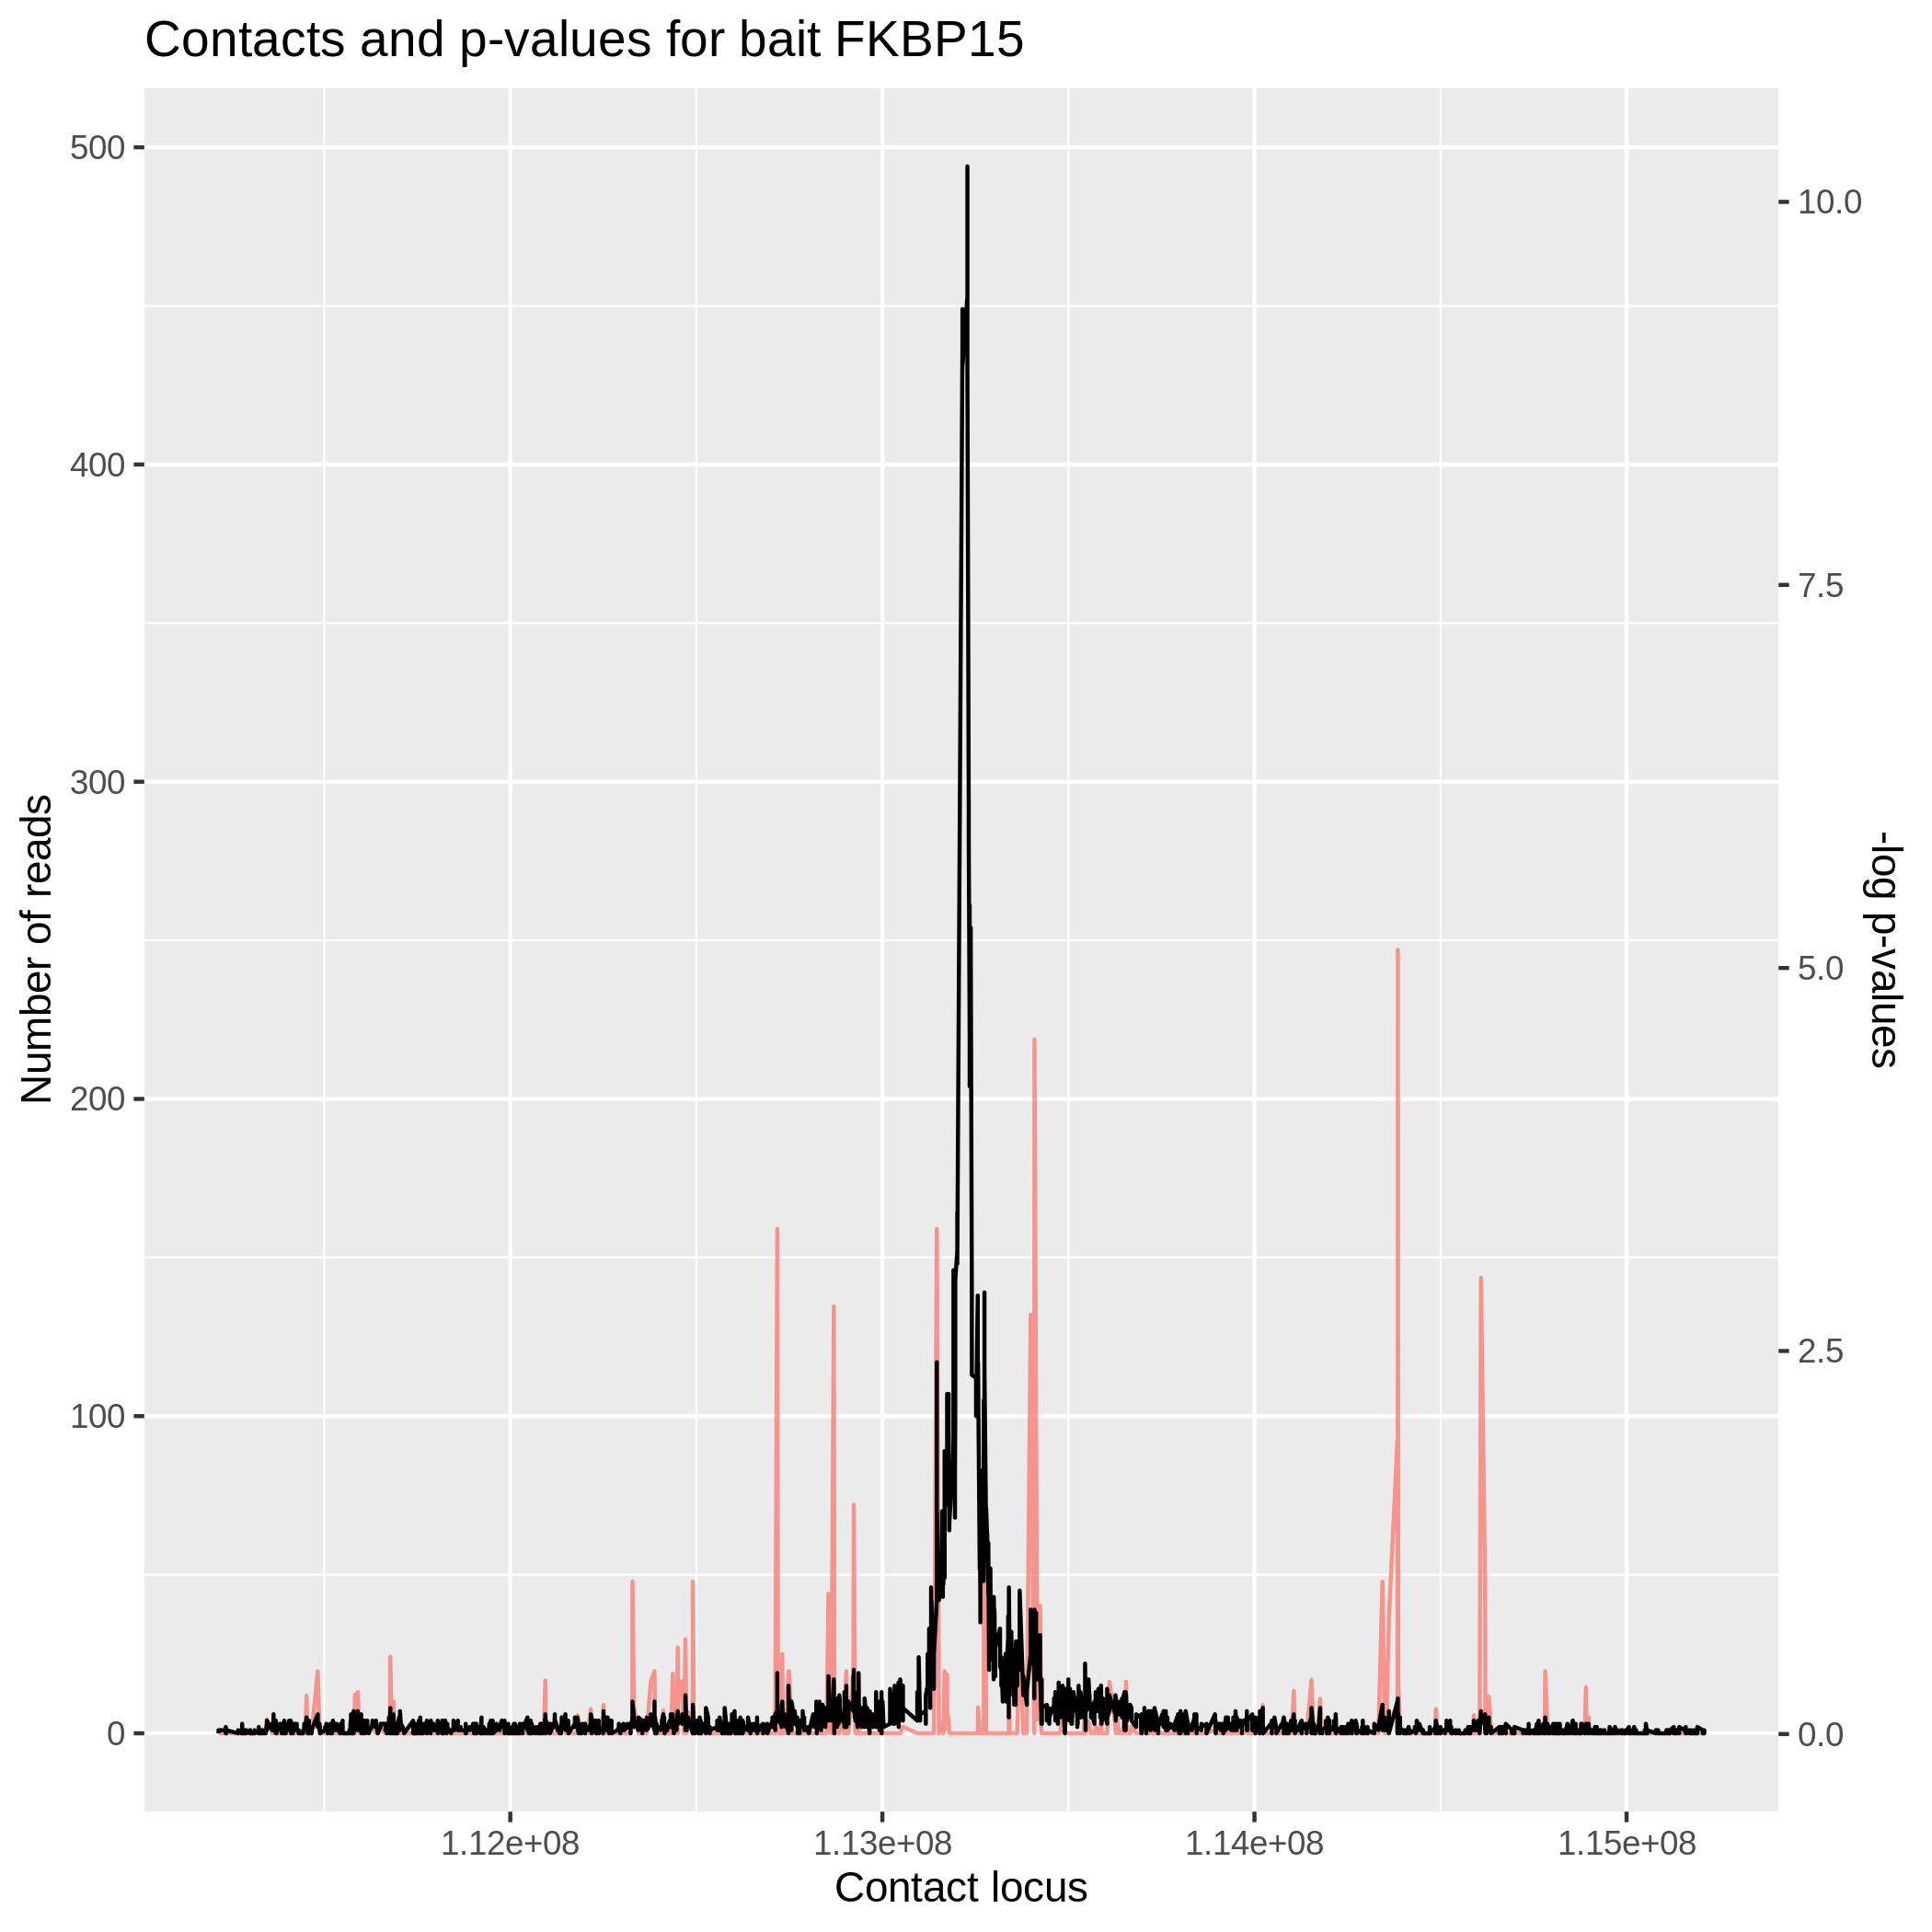 Contacts and p-values for bait FKBP15
Number of reads
500
400
300
200
100
0
10.0
7.5
5.0
2.5
0.0
-log p-values
1.12e+08
1.13e+08
1.14e+08
1.15e+08
Contact locus